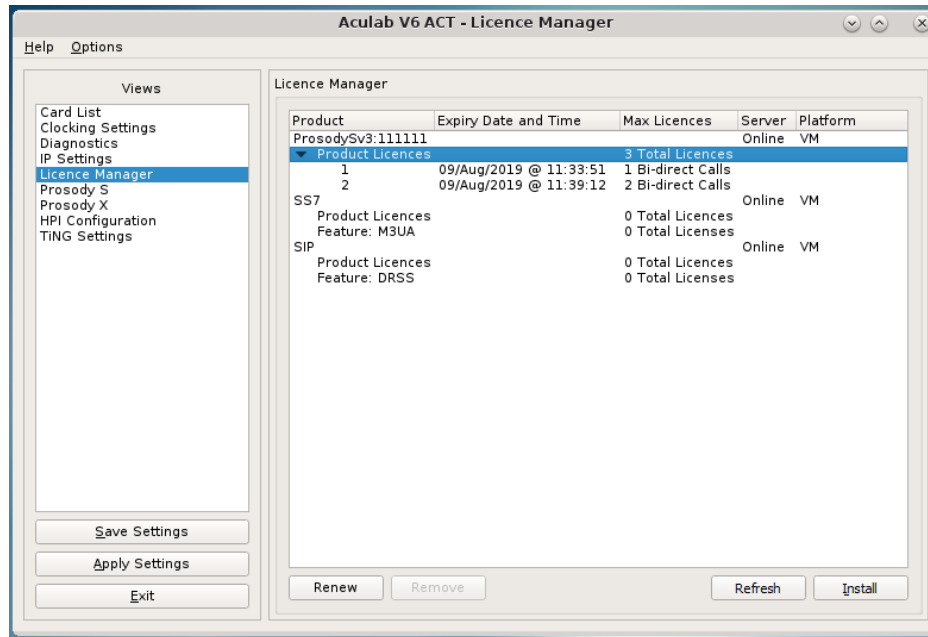 Aculab V6 ACT - Licence Manager
Help Options
Views
Card List
Clocking Settings
Diagnostics
IP Settings
Licence Manager
Prosody S
Prosody X
HPI Configuration
TiNG Settings
Save Settings
Apply Settings
Exit
Licence Manager
Product Expiry Date and Time Max Licences Server Platform
ProsodySv3:111111 Online VM
Product Licences 3 Total Licences
1 09/Aug/2019 @ 11:33:51 1 Bi-direct Calls
2 09/Aug/2019 @ 11:39:12 2 Bi-direct Calls
SS7 Online VM
Product Licences 0 Total Licences
Feature: M3UA 0 Total Licenses
SIP Online VM
Product Licences 0 Total Licences
Feature: DRSS 0 Total Licenses
Renew Remove Refresh Install